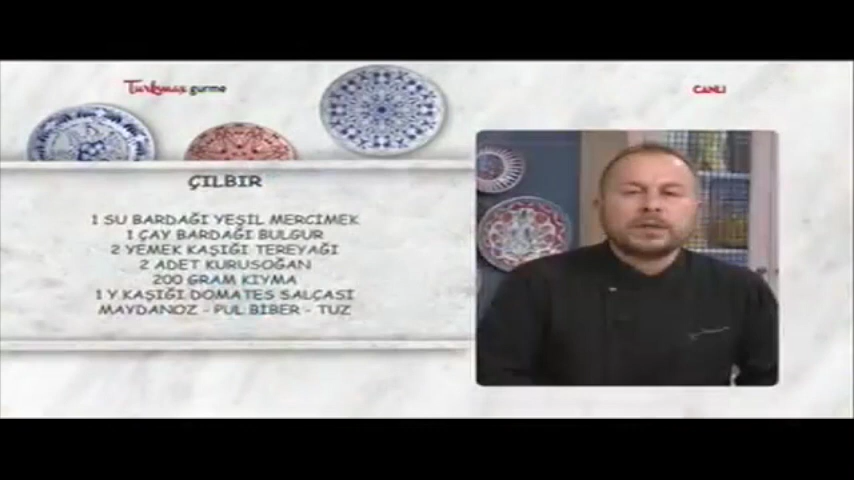 Turkmax gurme
CANLI
ÇILBIR
1 SU BARDAĞI YEŞİL MERCİMEK
1 ÇAY BARDAĞI BULGUR
2 YEMEK KAŞIĞI TEREYAĞI
2 ADET KURUSOĞAN
200 GRAM KIYMA
1 Y KAŞIĞI DOMATES SALÇASI
MAYDANOZ - PUL BİBER - TUZ